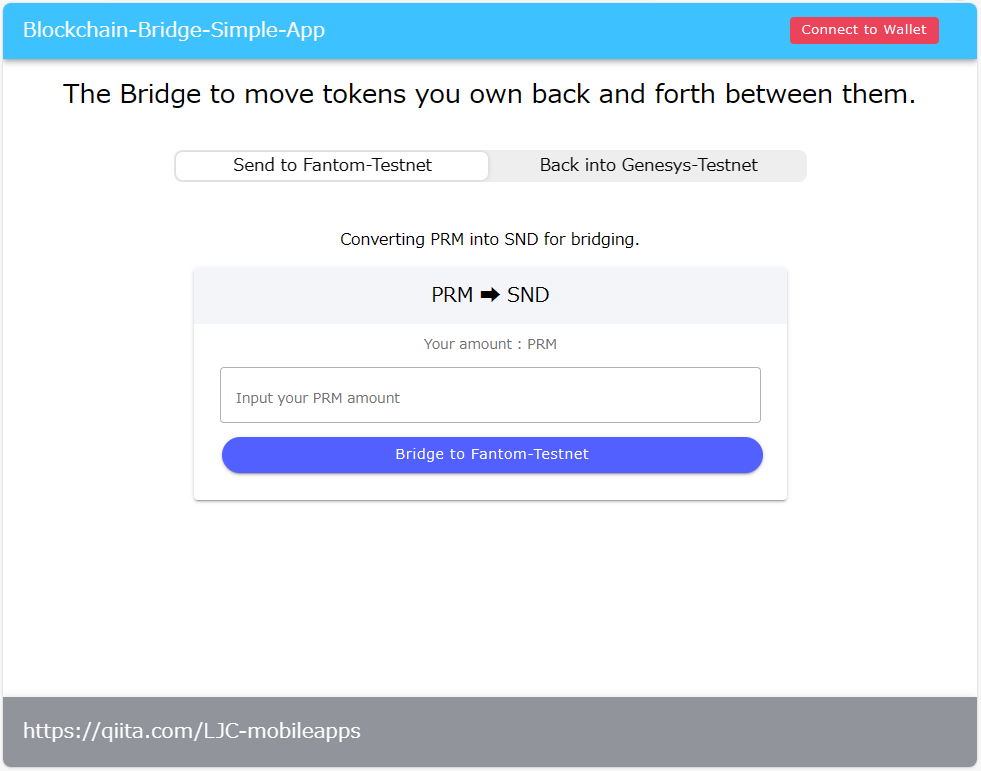 Blockchain-Bridge-Simple-App
Connect to Wallet
The Bridge to move tokens you own back and forth between them.
Send to Fantom-Testnet
Back into Genesys-Testnet
Converting PRM into SND for bridging.
PRM ➡ SND
Your amount : PRM
Input your PRM amount
Bridge to Fantom-Testnet
https://qiita.com/LJC-mobileapps